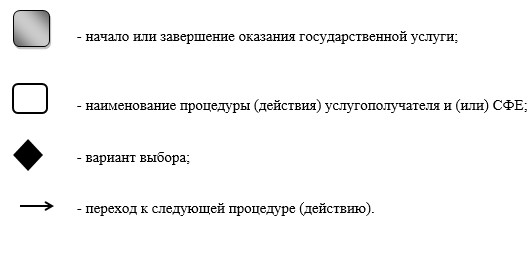 - начало или завершение оказания государственной услуги;
- наименование процедуры (действия) услугополучателя и (или) СФЕ;
- вариант выбора;
- переход к следующей процедуре (действию).